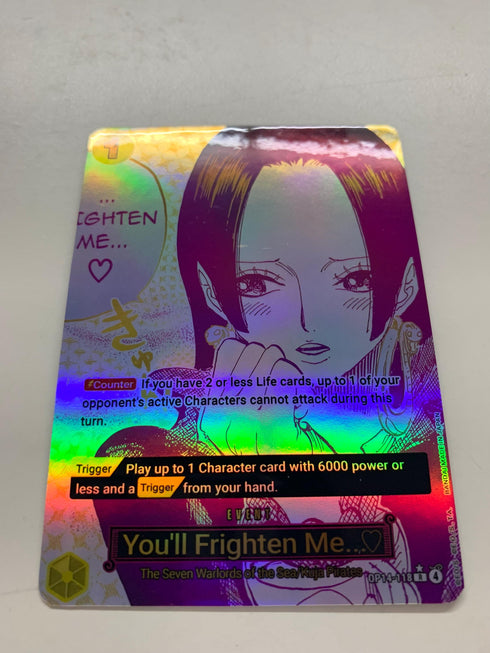 1
...
FRIGHTEN
ME...
♡
きゅ
⚡Counter If you have 2 or less Life cards, up to 1 of your
opponent's active Characters cannot attack during this
turn.
Trigger Play up to 1 Character card with 6000 power or
less and a Trigger from your hand.
EVENT
You'll Frighten Me...♡
The Seven Warlords of the Sea/Kuja Pirates
OP14-118 R 4